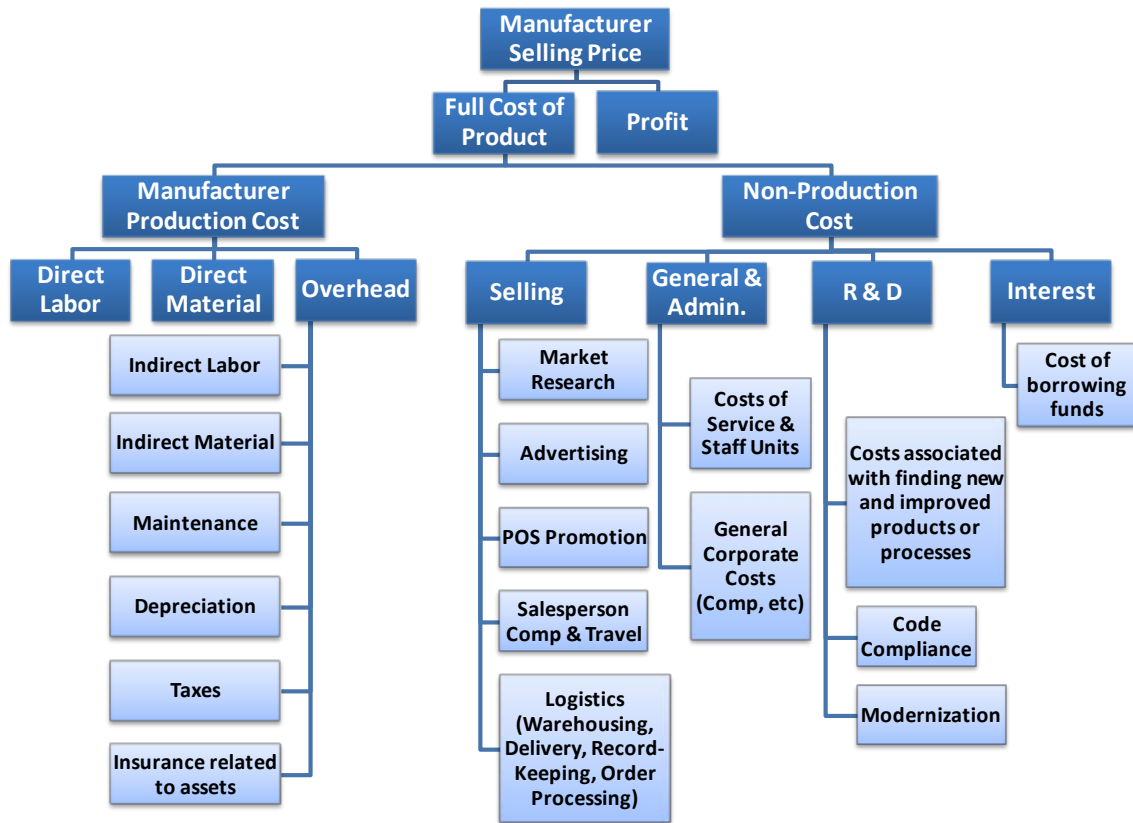 Manufacturer
Selling Price
Full Cost of
Product
Profit
Manufacturer
Production Cost
Non-Production
Cost
Direct
Labor
Direct
Material
Overhead
Selling
General &
Admin.
R & D
Interest
Indirect Labor
Indirect Material
Maintenance
Depreciation
Taxes
Insurance related
to assets
Market
Research
Advertising
POS Promotion
Salesperson
Comp & Travel
Logistics
(Warehousing,
Delivery, Record-
Keeping, Order
Processing)
Costs of
Service &
Staff Units
General
Corporate
Costs
(Comp, etc)
Costs associated
with finding new
and improved
products or
processes
Code
Compliance
Modernization
Cost of
borrowing
funds